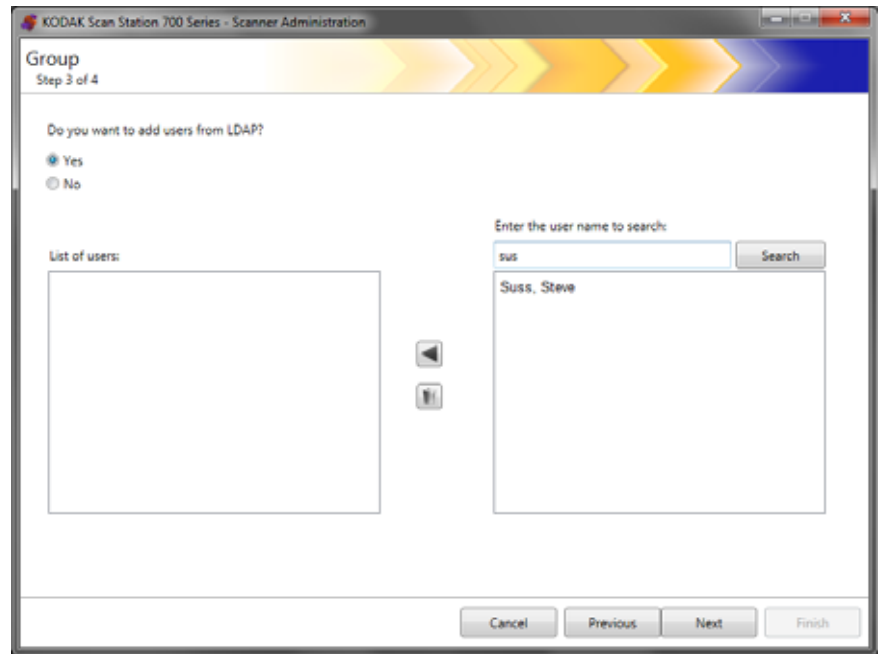 KODAK Scan Station 700 Series - Scanner Administration
Group
Step 3 of 4
Do you want to add users from LDAP?
Yes
No
Enter the user name to search:
List of users:
sus
Search
Suss, Steve
Cancel
Previous
Next
Finish